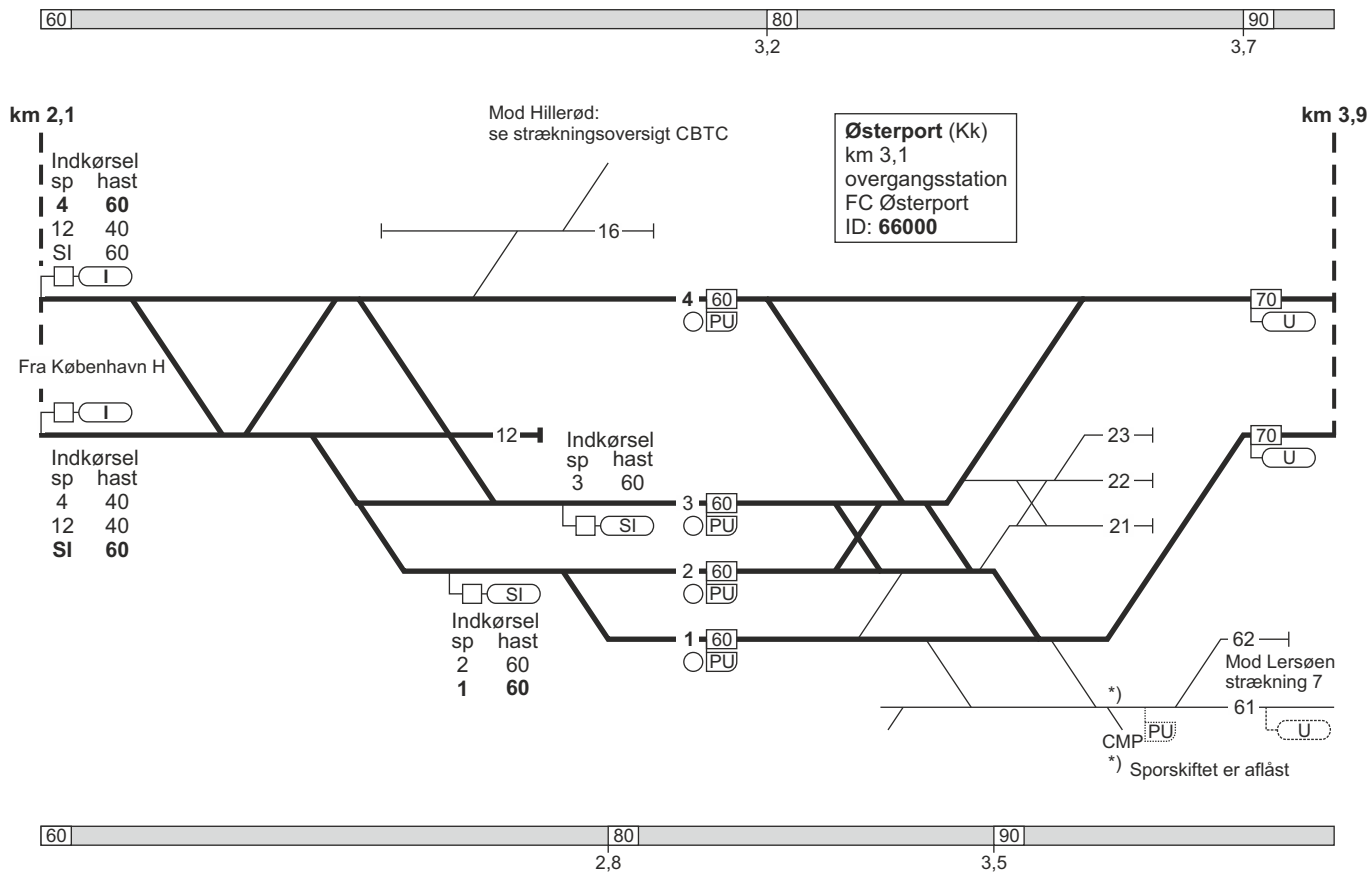 60
80
90
3,2
3,7
km 2,1
km 3,9
Mod Hillerød:
se strækningsoversigt CBTC
Østerport (Kk)
km 3,1
overgangsstation
FC Østerport
ID: 66000
Indkørsel
sp hast
4 60
12 40
SI 60
I
16
4
60
PU
70
U
Fra København H
I
12
Indkørsel
sp hast
4 40
12 40
SI 60
Indkørsel
sp hast
3 60
SI
3
60
PU
23
22
21
70
U
SI
Indkørsel
sp hast
2 60
1 60
2
60
PU
1
60
PU
62
Mod Lersøen
strækning 7
61
*)
CMP
PU
U
*) Sporskiftet er aflåst
60
80
90
2,8
3,5